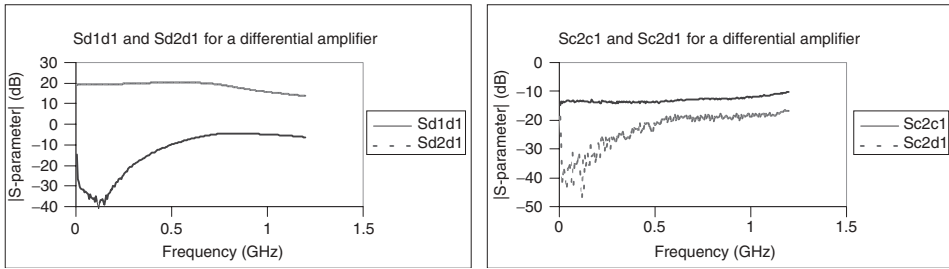 Sd1d1 and Sd2d1 for a differential amplifier
|S-parameter| (dB)
30
20
10
0
−10
−20
−30
−40
0
0.5
1
1.5
Frequency (GHz)
Sd1d1
Sd2d1
Sc2c1 and Sc2d1 for a differential amplifier
|S-parameter| (dB)
0
−10
−20
−30
−40
−50
0
0.5
1
1.5
Frequency (GHz)
Sc2c1
Sc2d1